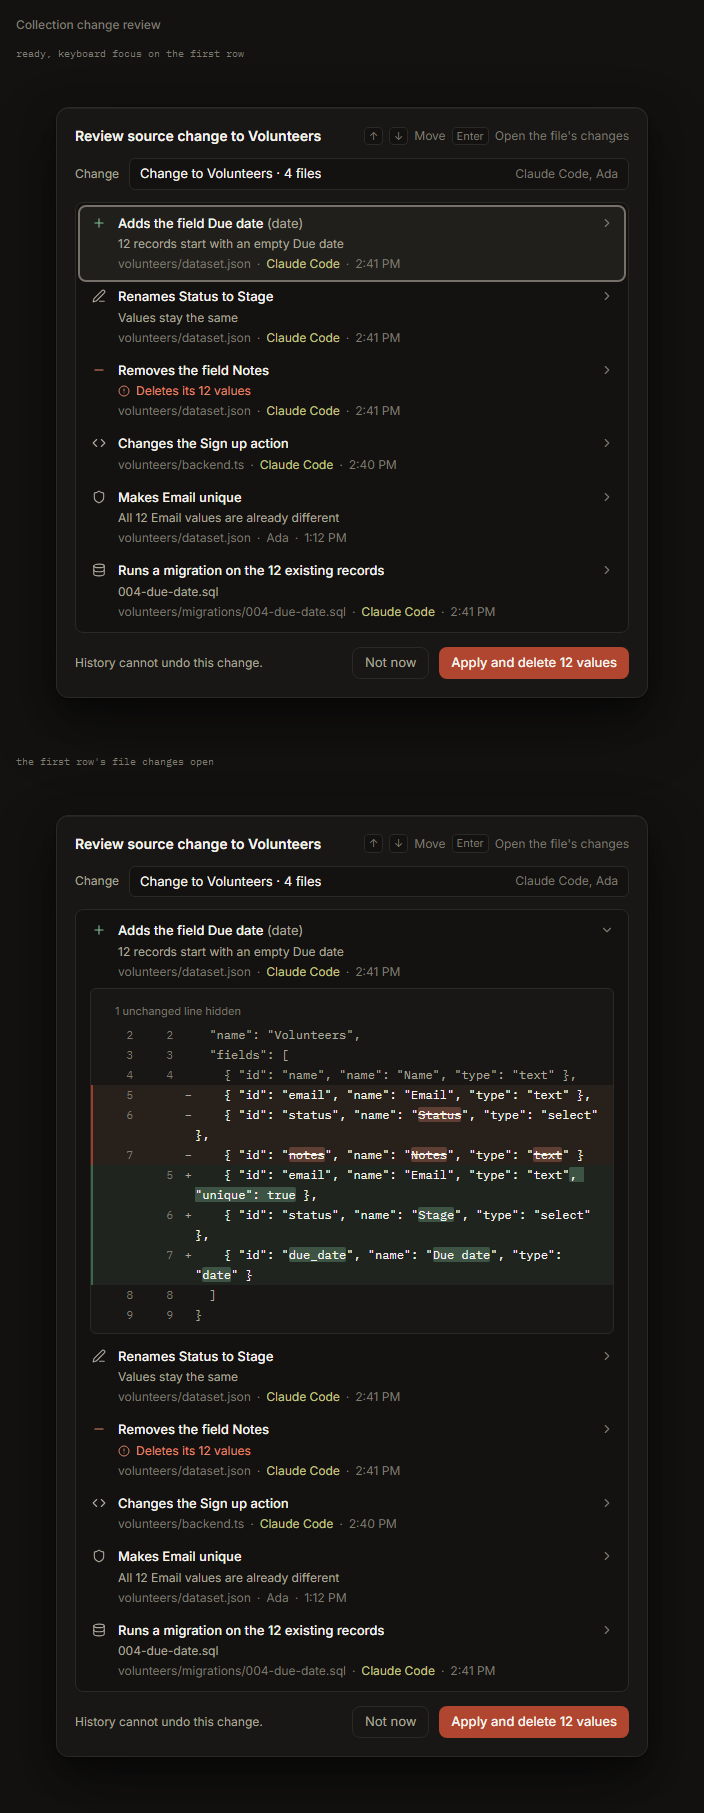 Collection change review
ready, keyboard focus on the first row
Review source change to Volunteers ↑ ↓ Move Enter Open the file's changes
Change Change to Volunteers · 4 files Claude Code, Ada
+ Adds the field Due date (date)
12 records start with an empty Due date
volunteers/dataset.json · Claude Code · 2:41 PM
Renames Status to Stage
Values stay the same
volunteers/dataset.json · Claude Code · 2:41 PM
− Removes the field Notes
Deletes its 12 values
volunteers/dataset.json · Claude Code · 2:41 PM
Changes the Sign up action
volunteers/backend.ts · Claude Code · 2:40 PM
Makes Email unique
All 12 Email values are already different
volunteers/dataset.json · Ada · 1:12 PM
Runs a migration on the 12 existing records
004-due-date.sql
volunteers/migrations/004-due-date.sql · Claude Code · 2:41 PM
History cannot undo this change. Not now Apply and delete 12 values
the first row's file changes open
Review source change to Volunteers ↑ ↓ Move Enter Open the file's changes
Change Change to Volunteers · 4 files Claude Code, Ada
+ Adds the field Due date (date)
12 records start with an empty Due date
volunteers/dataset.json · Claude Code · 2:41 PM
1 unchanged line hidden
2 2 "name": "Volunteers",
3 3 "fields": [
4 4 { "id": "name", "name": "Name", "type": "text" },
5 − { "id": "email", "name": "Email", "type": "text" },
6 − { "id": "status", "name": "Status", "type": "select"
},
7 − { "id": "notes", "name": "Notes", "type": "text" }
5 + { "id": "email", "name": "Email", "type": "text",
"unique": true },
6 + { "id": "status", "name": "Stage", "type": "select"
},
7 + { "id": "due_date", "name": "Due date", "type":
"date" }
8 8 ]
9 9 }
Renames Status to Stage
Values stay the same
volunteers/dataset.json · Claude Code · 2:41 PM
− Removes the field Notes
Deletes its 12 values
volunteers/dataset.json · Claude Code · 2:41 PM
Changes the Sign up action
volunteers/backend.ts · Claude Code · 2:40 PM
Makes Email unique
All 12 Email values are already different
volunteers/dataset.json · Ada · 1:12 PM
Runs a migration on the 12 existing records
004-due-date.sql
volunteers/migrations/004-due-date.sql · Claude Code · 2:41 PM
History cannot undo this change. Not now Apply and delete 12 values